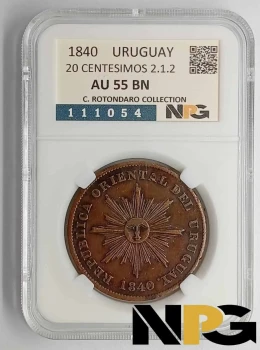 1840 URUGUAY
20 CENTESIMOS 2.1.2
AU 55 BN
C. ROTONDARO COLLECTION
111054 NPG
REPUBLICA ORIENTAL DEL URUGUAY
1840
NPG